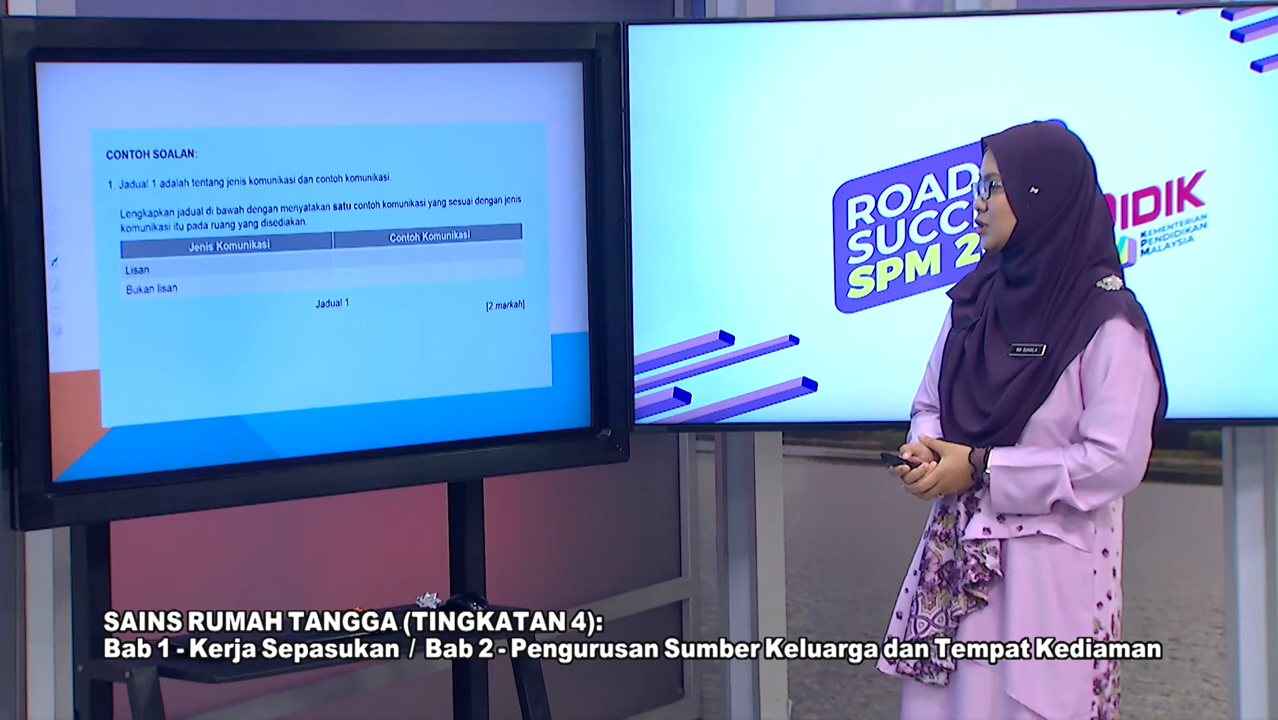 CONTOH SOALAN:
1. Jadual 1 adalah tentang jenis komunikasi dan contoh komunikasi.
Lengkapkan jadual di bawah dengan menyatakan satu contoh komunikasi yang sesuai dengan jenis
komunikasi itu pada ruang yang disediakan.
Jenis Komunikasi Contoh Komunikasi
Lisan
Bukan lisan
Jadual 1
[2 markah]
ROAD
SUCC
SPM 2
DIDIK
KEMENTERIAN
PENDIDIKAN
MALAYSIA
SAINS RUMAH TANGGA (TINGKATAN 4):
Bab 1 - Kerja Sepasukan / Bab 2 - Pengurusan Sumber Keluarga dan Tempat Kediaman